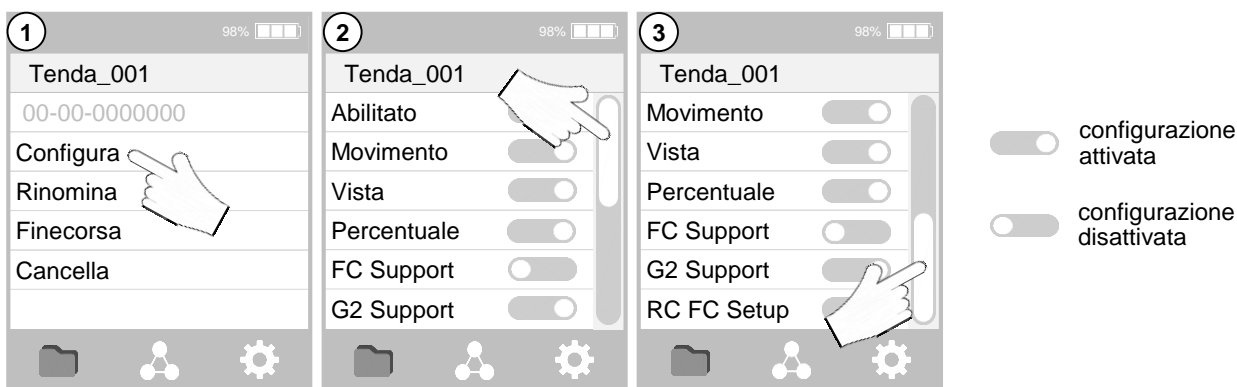 1
98%
Tenda_001
00-00-0000000
Configura
Rinomina
Finecorsa
Cancella
2
98%
Tenda_001
Abilitato
Movimento
Vista
Percentuale
FC Support
G2 Support
3
98%
Tenda_001
Movimento
Vista
Percentuale
FC Support
G2 Support
RC FC Setup
configurazione
attivata
configurazione
disattivata